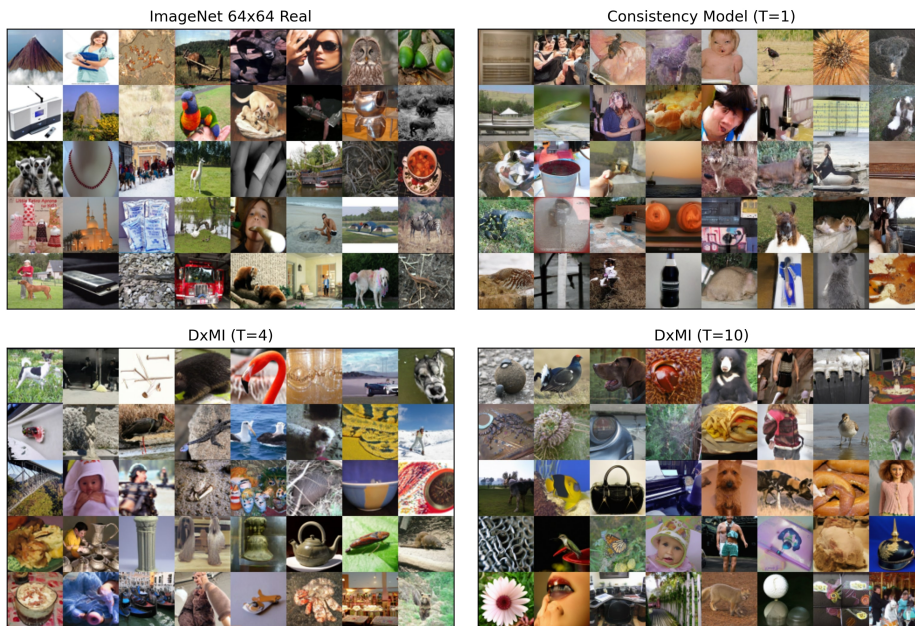 ImageNet 64x64 Real
Consistency Model (T=1)
DxMI (T=4)
DxMI (T=10)